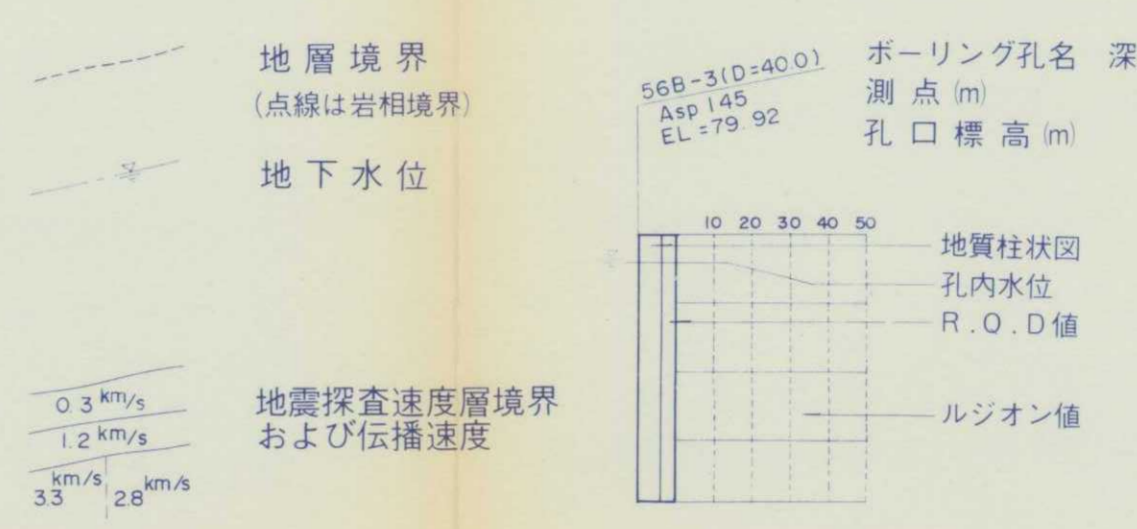 地層境界
(点線は岩相境界)
地下水位
0.3 km/s
1.2 km/s
3.3 km/s 2.8 km/s
地震探査速度層境界
および伝播速度
56B-3(D=40.0)
Asp 145
EL=79.92
ボーリング孔名 深
測点(m)
孔口標高(m)
10 20 30 40 50
地質柱状図
孔内水位
R.Q.D値
ルジオン値